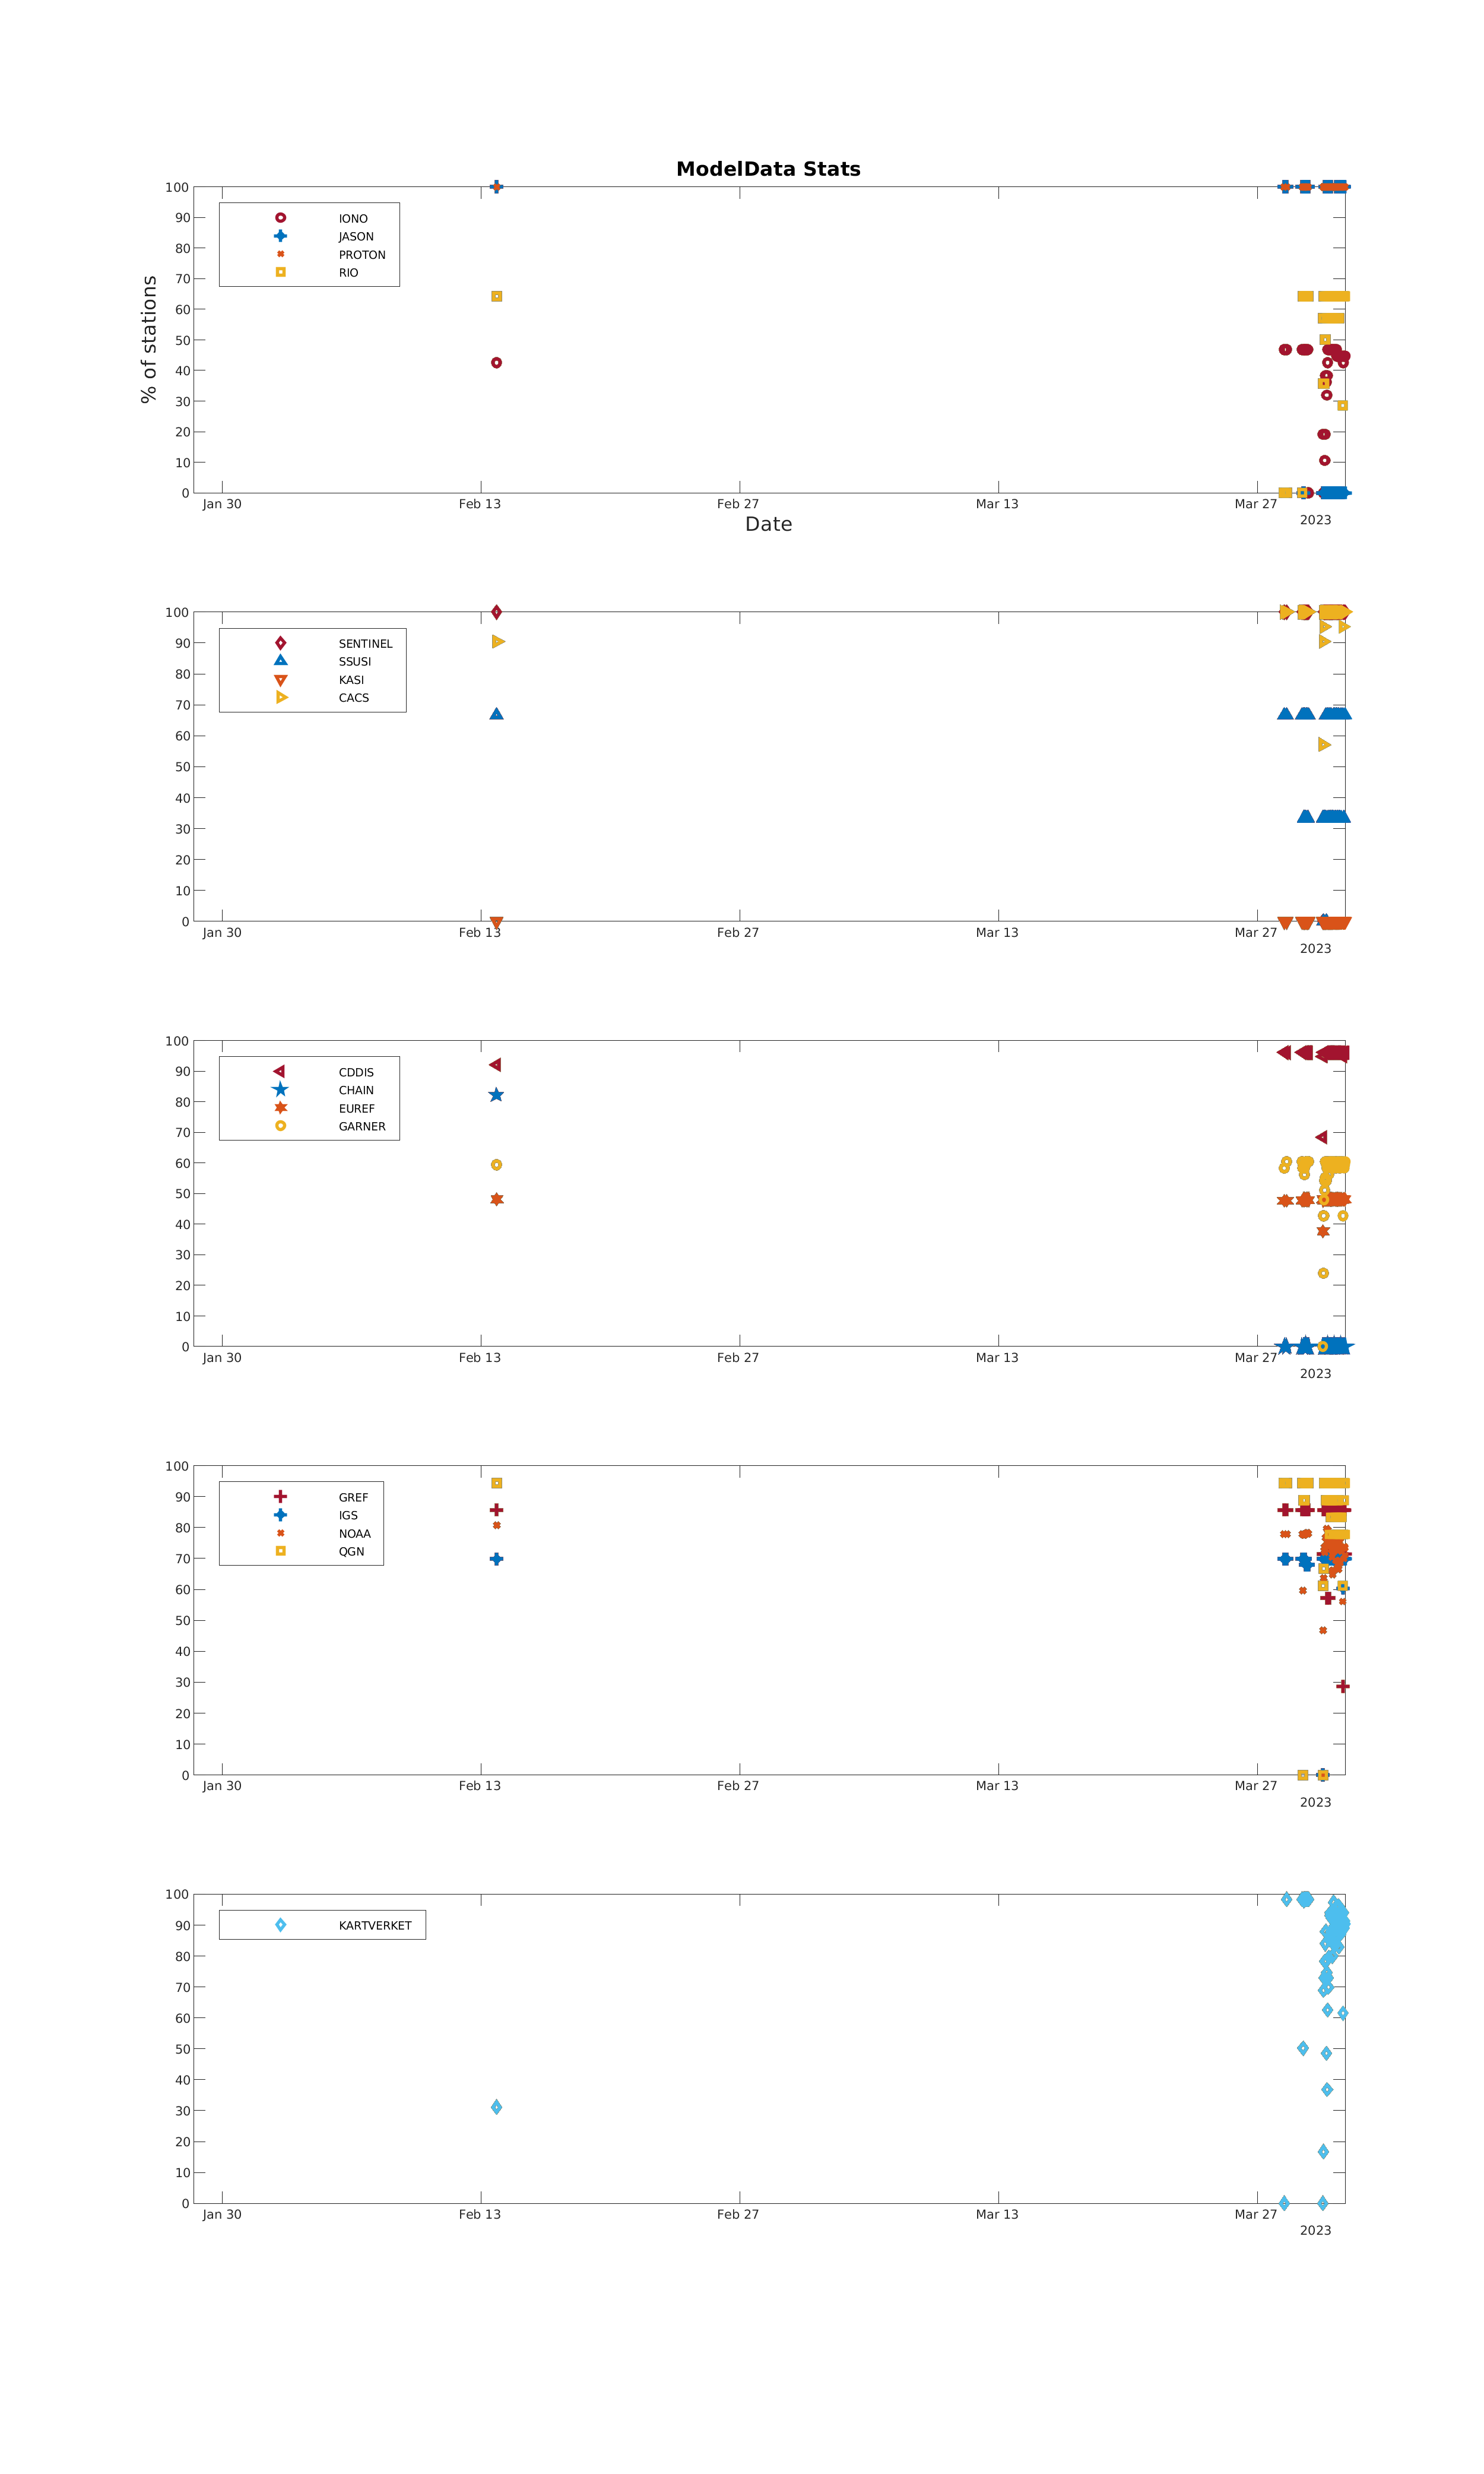 ModelData Stats
100
90
80
70
60
50
40
30
20
10
0
% of stations
IONO
JASON
PROTON
RIO
Jan 30
Feb 13
Feb 27
Mar 13
Mar 27
2023
Date
100
90
80
70
60
50
40
30
20
10
0
SENTINEL
SSUSI
KASI
CACS
Jan 30
Feb 13
Feb 27
Mar 13
Mar 27
2023
100
90
80
70
60
50
40
30
20
10
0
CDDIS
CHAIN
EUREF
GARNER
Jan 30
Feb 13
Feb 27
Mar 13
Mar 27
2023
100
90
80
70
60
50
40
30
20
10
0
GREF
IGS
NOAA
QGN
Jan 30
Feb 13
Feb 27
Mar 13
Mar 27
2023
100
90
80
70
60
50
40
30
20
10
0
KARTVERKET
Jan 30
Feb 13
Feb 27
Mar 13
Mar 27
2023